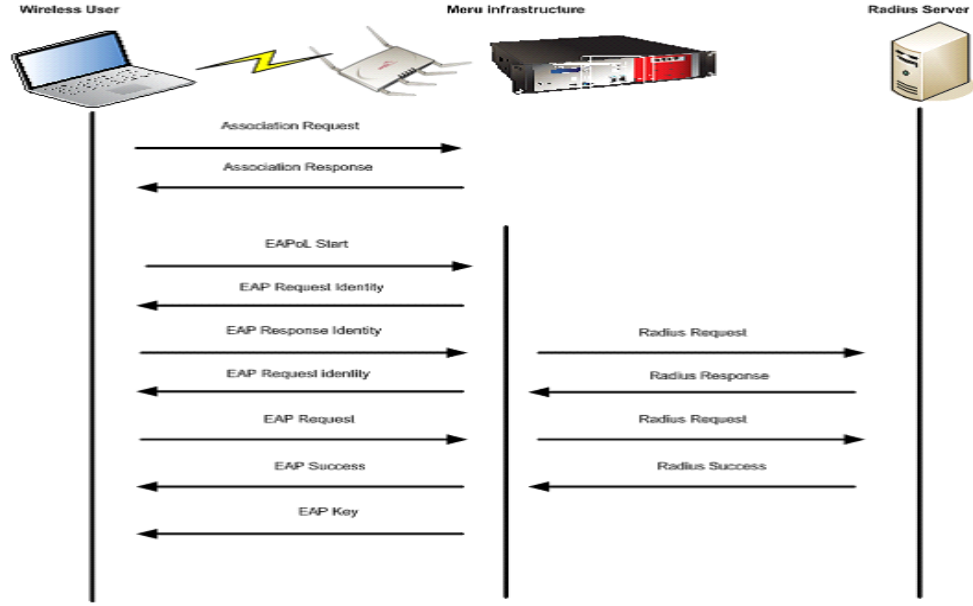 Wireless User
Meru infrastructure
Radius Server
Association Request
Association Response
EAPoL Start
EAP Request Identity
EAP Response Identity
Radius Request
EAP Request identity
Radius Response
EAP Request
Radius Request
EAP Success
Radius Success
EAP Key